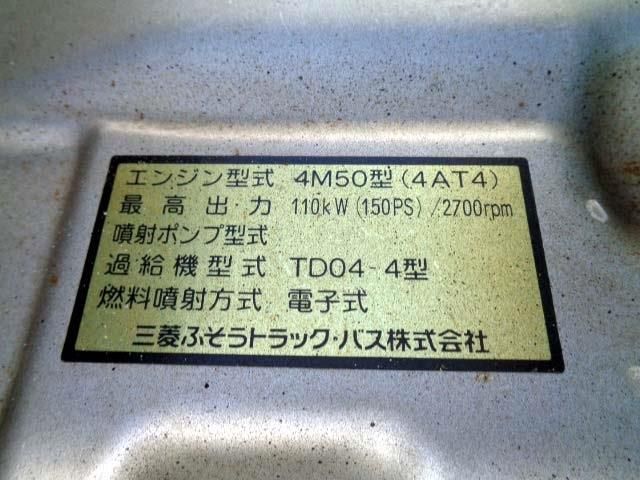 エンジン型式 4M50型(4AT4)
最高出力 110kW(150PS)/2700rpm
噴射ポンプ型式
過給機型式 TD04-4型
燃料噴射方式 電子式
三菱ふそうトラック・バス株式会社